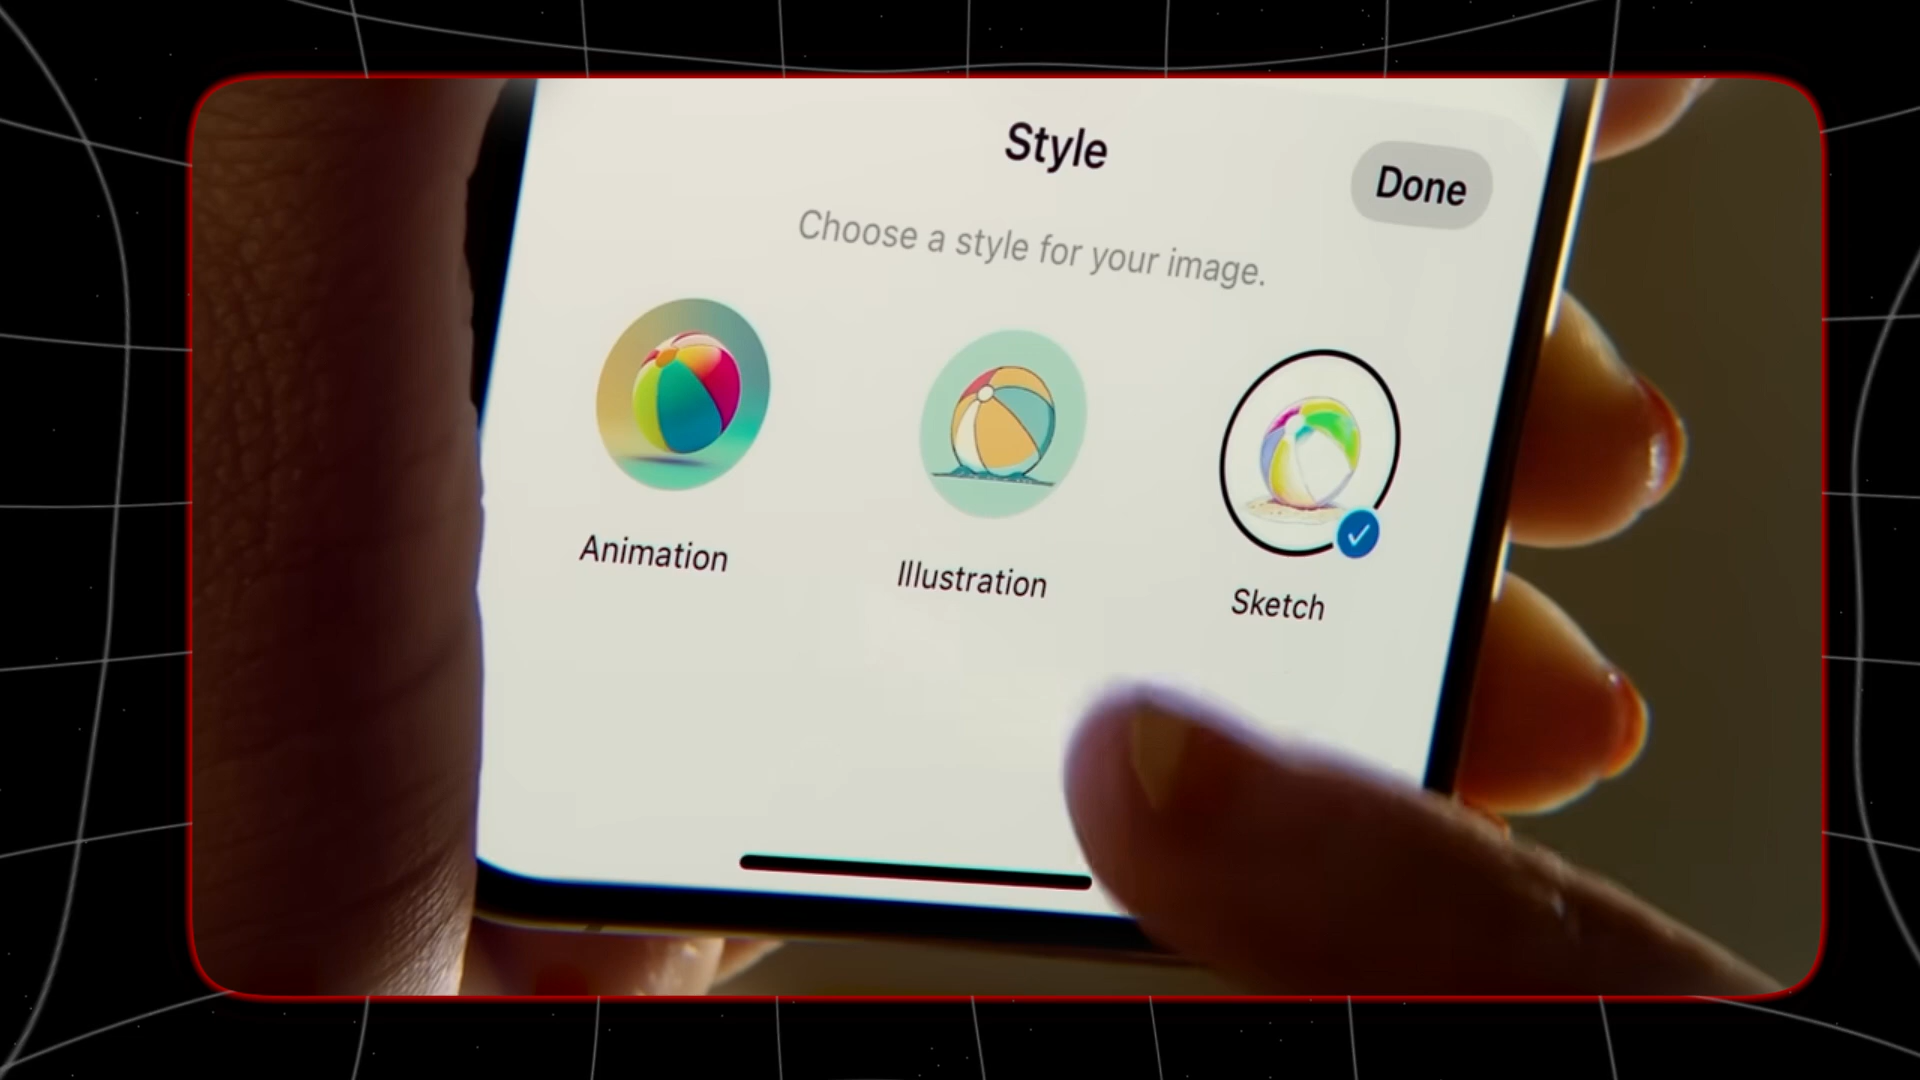 Style
Done
Choose a style for your image.
Animation
Illustration
Sketch